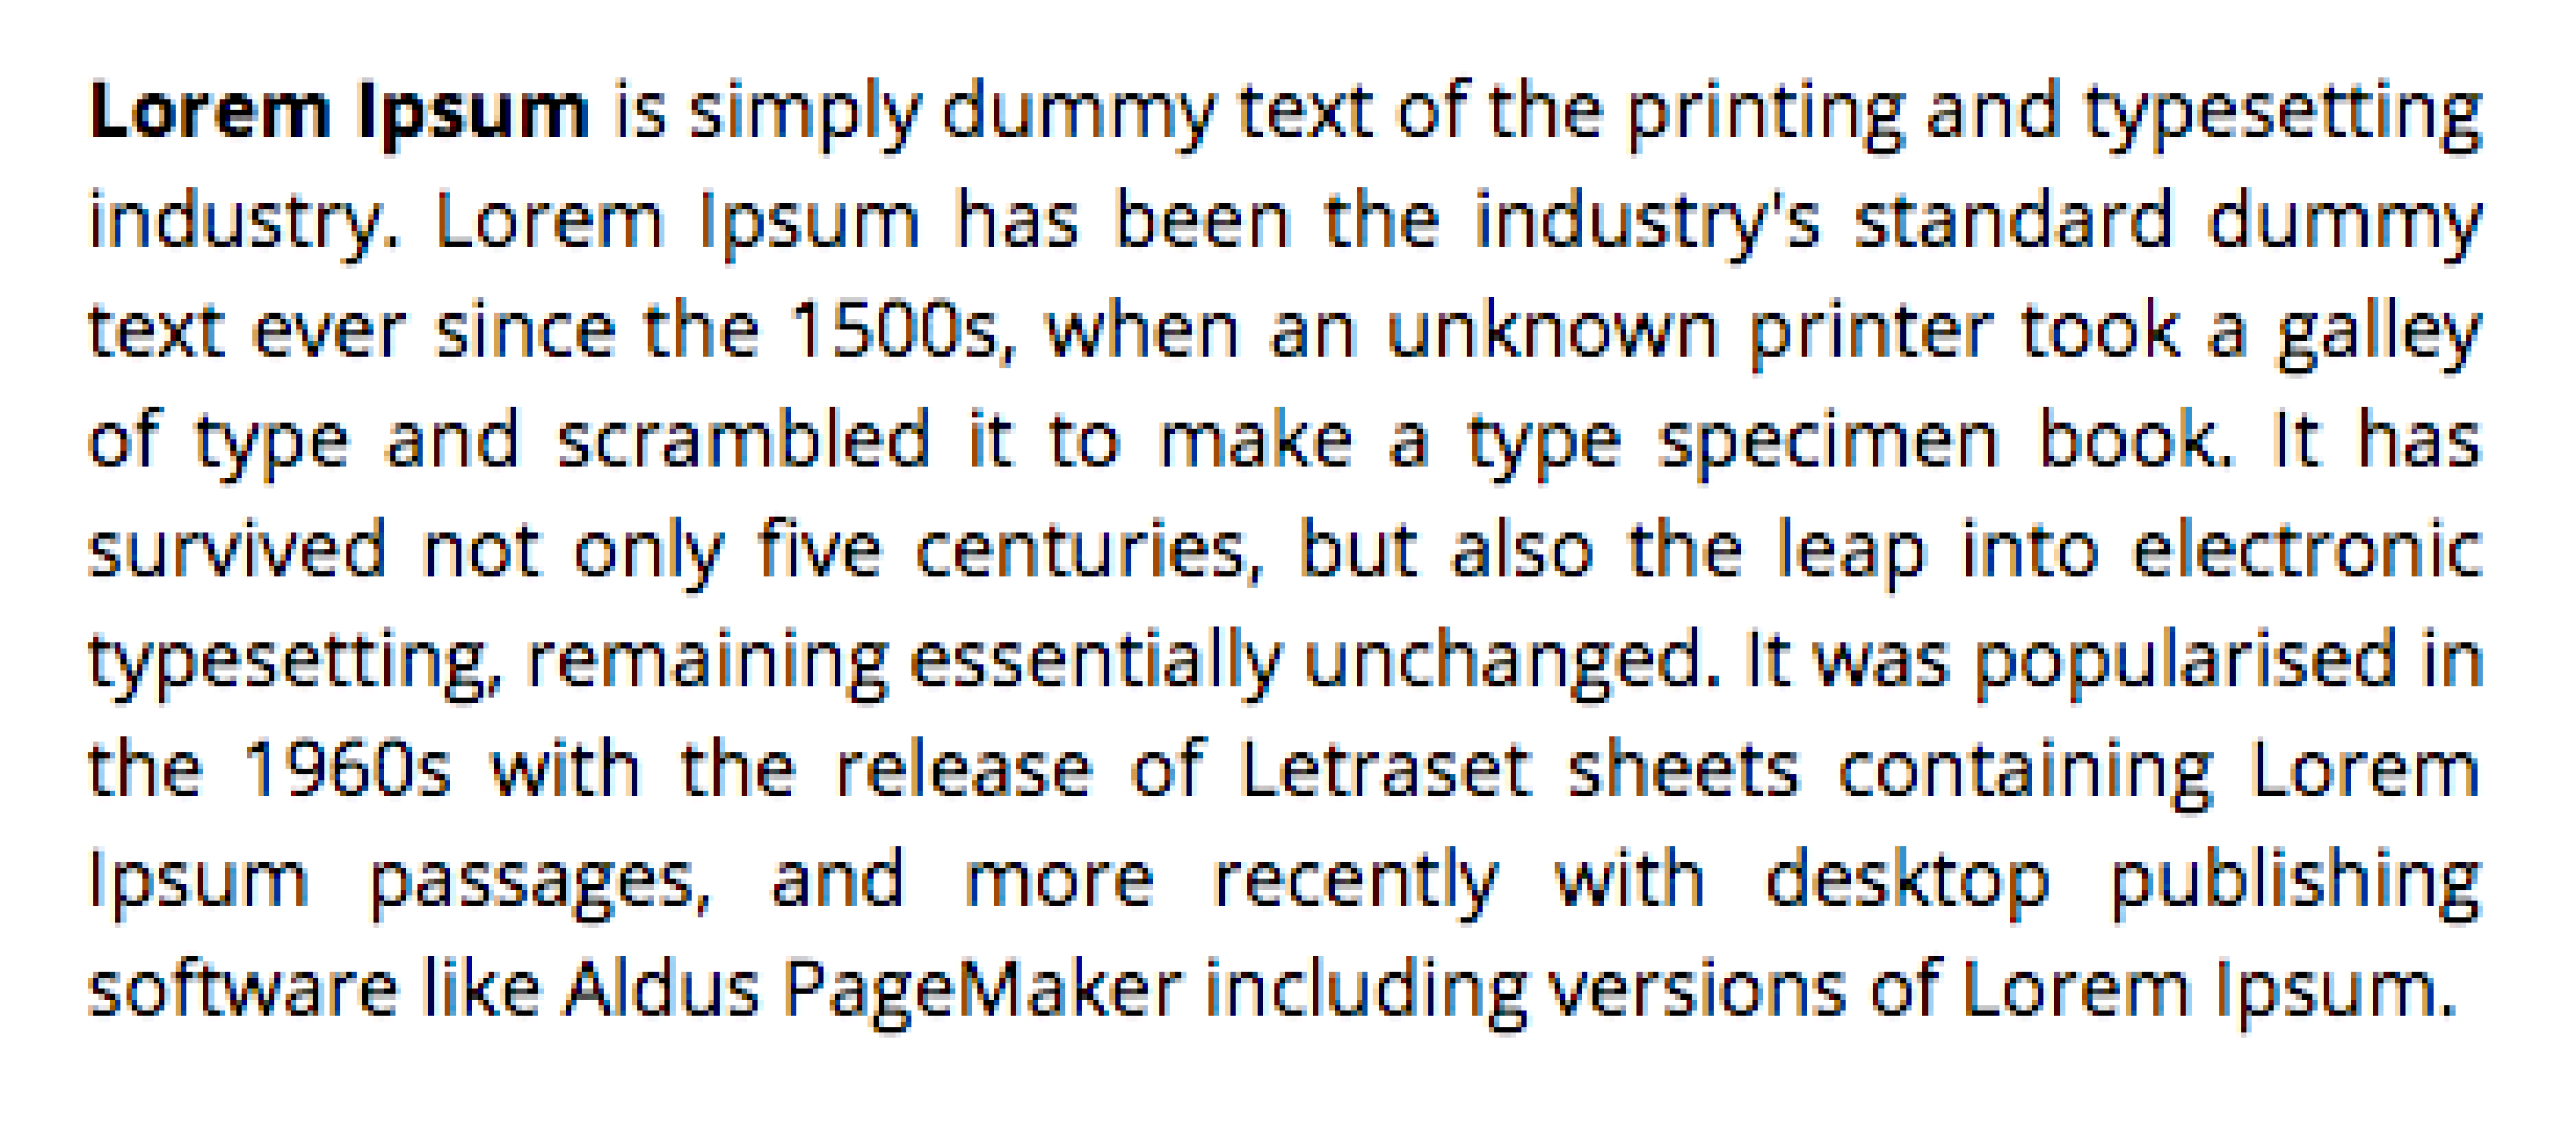 Lorem Ipsum is simply dummy text of the printing and typesetting
industry. Lorem Ipsum has been the industry's standard dummy
text ever since the 1500s, when an unknown printer took a galley
of type and scrambled it to make a type specimen book. It has
survived not only five centuries, but also the leap into electronic
typesetting, remaining essentially unchanged. It was popularised in
the 1960s with the release of Letraset sheets containing Lorem
Ipsum passages, and more recently with desktop publishing
software like Aldus PageMaker including versions of Lorem Ipsum.